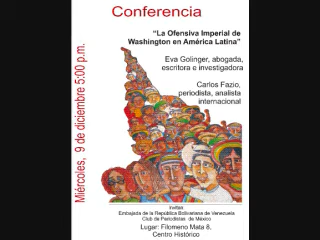 Conferencia
"La Ofensiva Imperial de
Washington en América Latina"
Eva Golinger, abogada,
escritora e investigadora
Carlos Fazio,
periodista, analista
internacional
Miércoles, 9 de diciembre 5:00 p.m.
Invitan
Embajada de la República Bolivariana de Venezuela
Club de Periodistas de México
Lugar: Filomeno Mata 8,
Centro Histórico